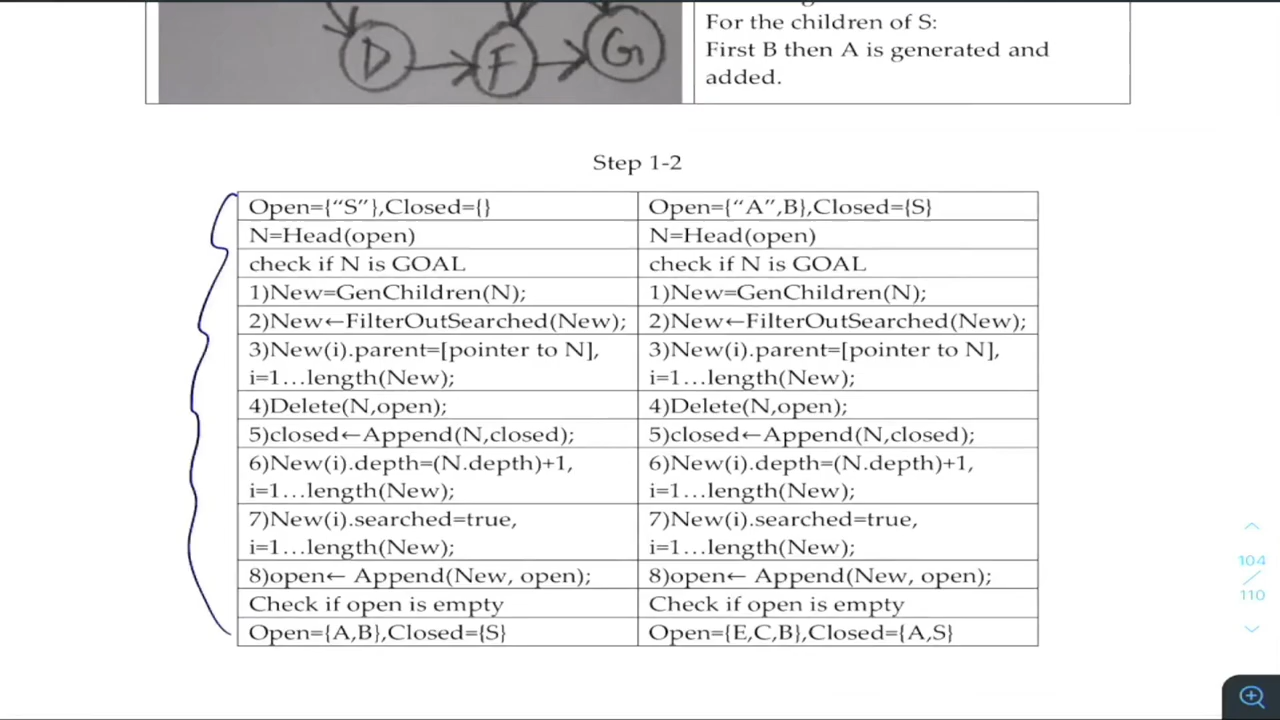 For the children of S:
First B then A is generated and
added.
D
F
G
Step 1-2
Open={“S”},Closed={}
N=Head(open)
check if N is GOAL
1)New=GenChildren(N);
2)New←FilterOutSearched(New);
3)New(i).parent=[pointer to N],
i=1…length(New);
4)Delete(N,open);
5)closed←Append(N,closed);
6)New(i).depth=(N.depth)+1,
i=1…length(New);
7)New(i).searched=true,
i=1…length(New);
8)open← Append(New, open);
Check if open is empty
Open={A,B},Closed={S}
Open={“A”,B},Closed={S}
N=Head(open)
check if N is GOAL
1)New=GenChildren(N);
2)New←FilterOutSearched(New);
3)New(i).parent=[pointer to N],
i=1…length(New);
4)Delete(N,open);
5)closed←Append(N,closed);
6)New(i).depth=(N.depth)+1,
i=1…length(New);
7)New(i).searched=true,
i=1…length(New);
8)open← Append(New, open);
Check if open is empty
Open={E,C,B},Closed={A,S}
104
110